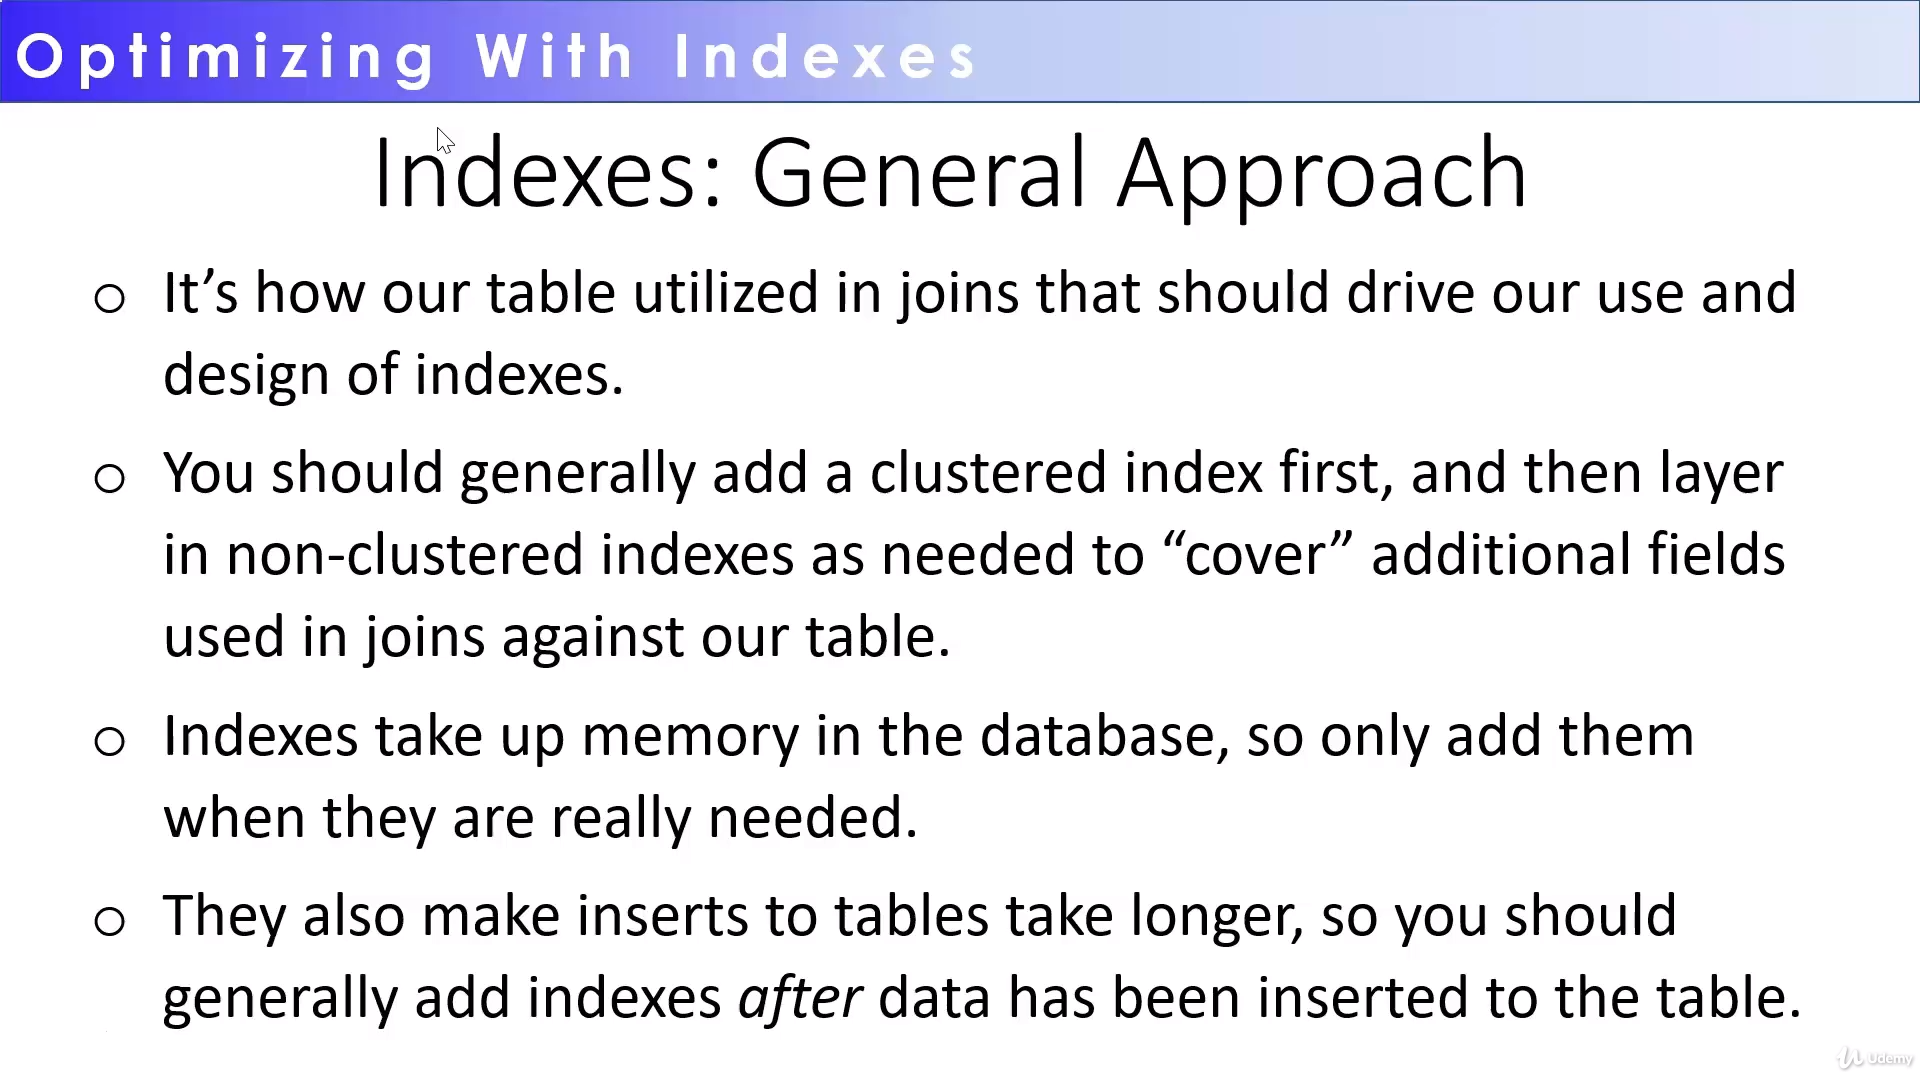 Optimizing With Indexes
Indexes: General Approach
o It’s how our table utilized in joins that should drive our use and
design of indexes.
o You should generally add a clustered index first, and then layer
in non-clustered indexes as needed to “cover” additional fields
used in joins against our table.
o Indexes take up memory in the database, so only add them
when they are really needed.
o They also make inserts to tables take longer, so you should
generally add indexes after data has been inserted to the table.
Udemy